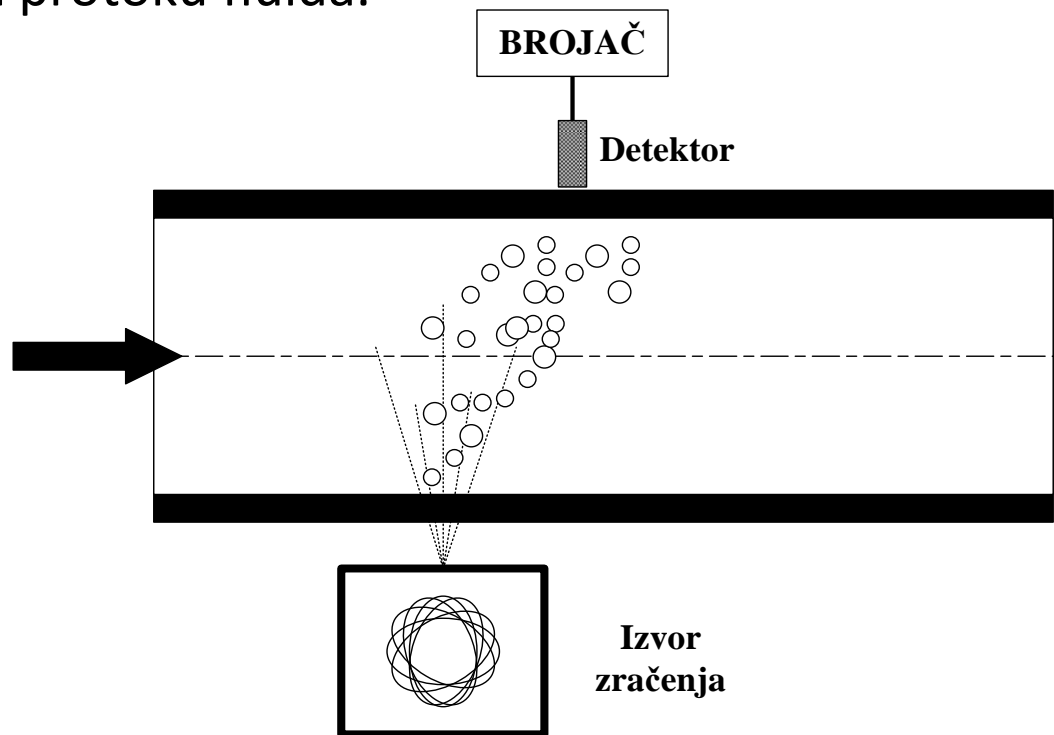 protoku fluida.
BROJAČ
Detektor
Izvor
zračenja